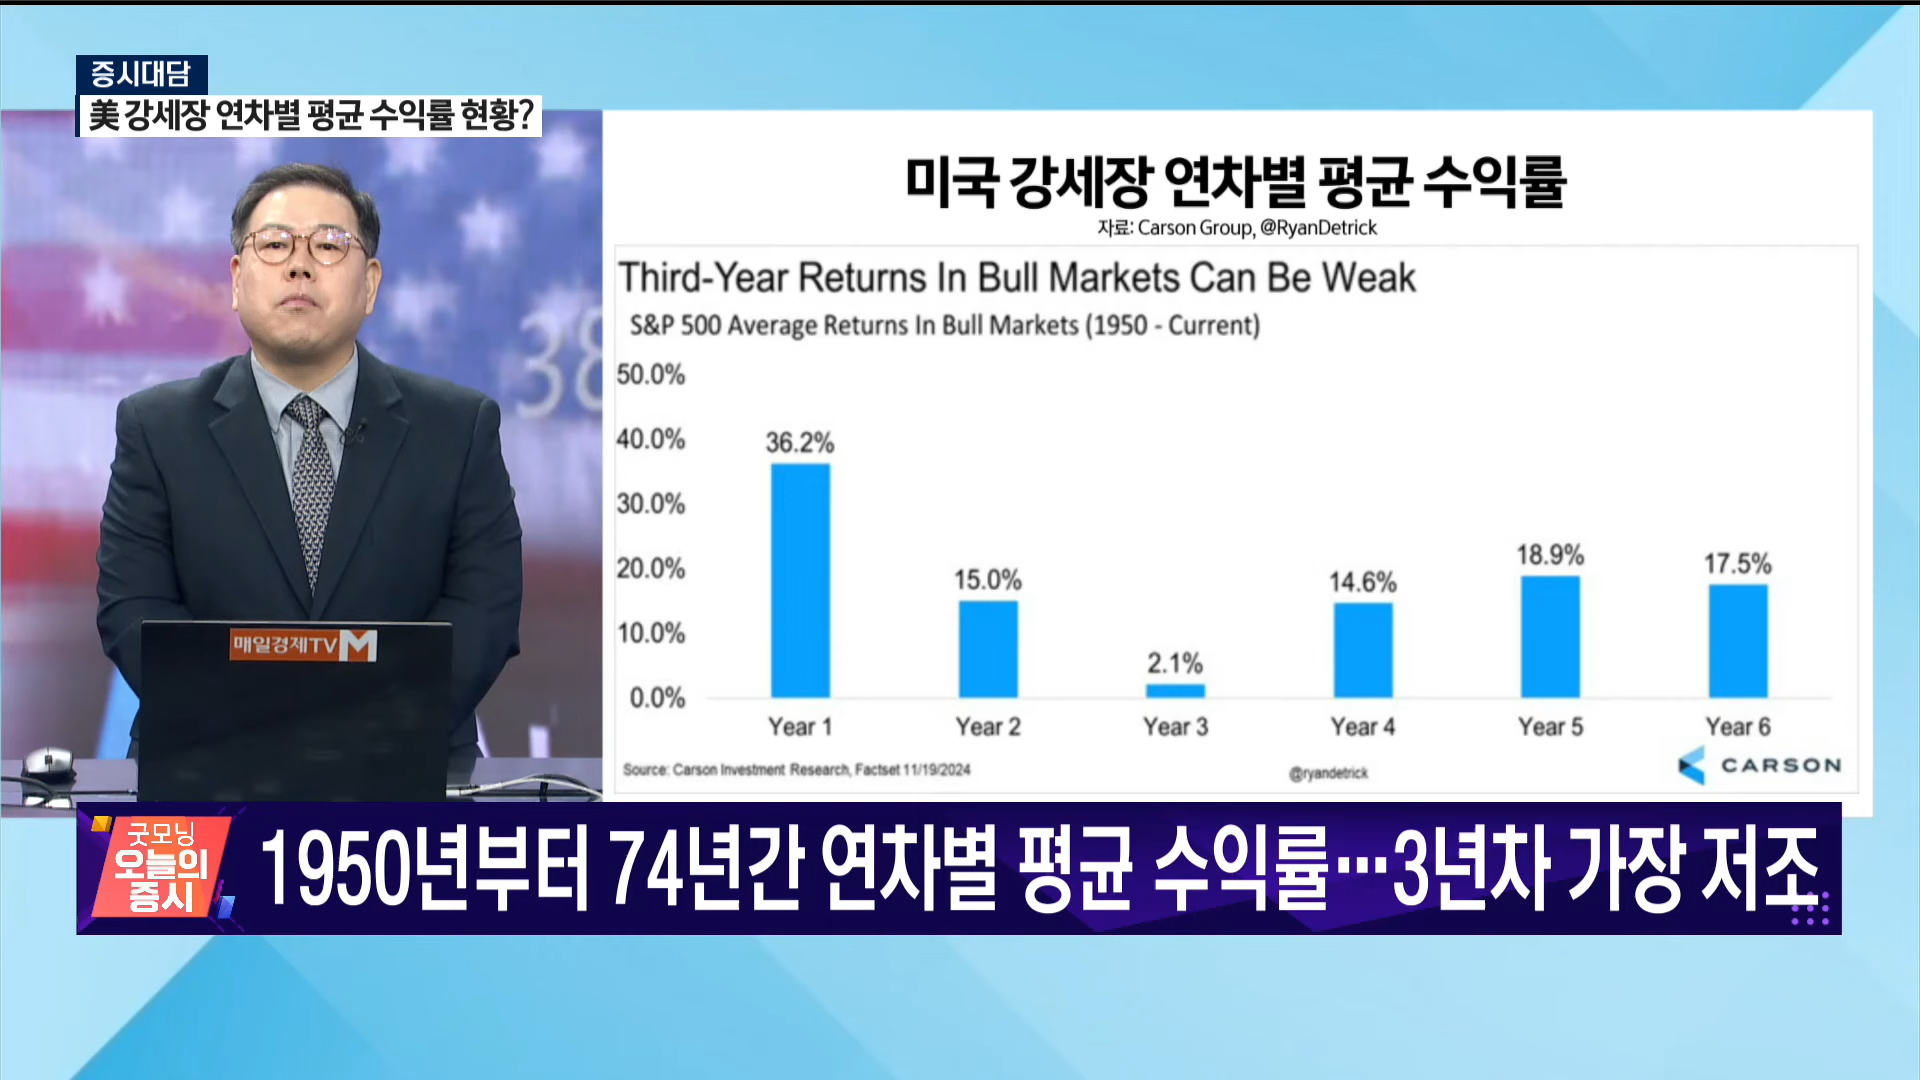 증시대담
美 강세장 연차별 평균 수익률 현황?
38
매일경제TV M
미국 강세장 연차별 평균 수익률
자료: Carson Group, @RyanDetrick
Third-Year Returns In Bull Markets Can Be Weak
S&P 500 Average Returns In Bull Markets (1950 - Current)
50.0%
40.0%
30.0%
20.0%
10.0%
0.0%
36.2%
15.0%
2.1%
14.6%
18.9%
17.5%
Year 1 Year 2 Year 3 Year 4 Year 5 Year 6
Source: Carson Investment Research, Factset 11/19/2024
@ryandetrick
CARSON
굿모닝
오늘의
증시
1950년부터 74년간 연차별 평균 수익률…3년차 가장 저조